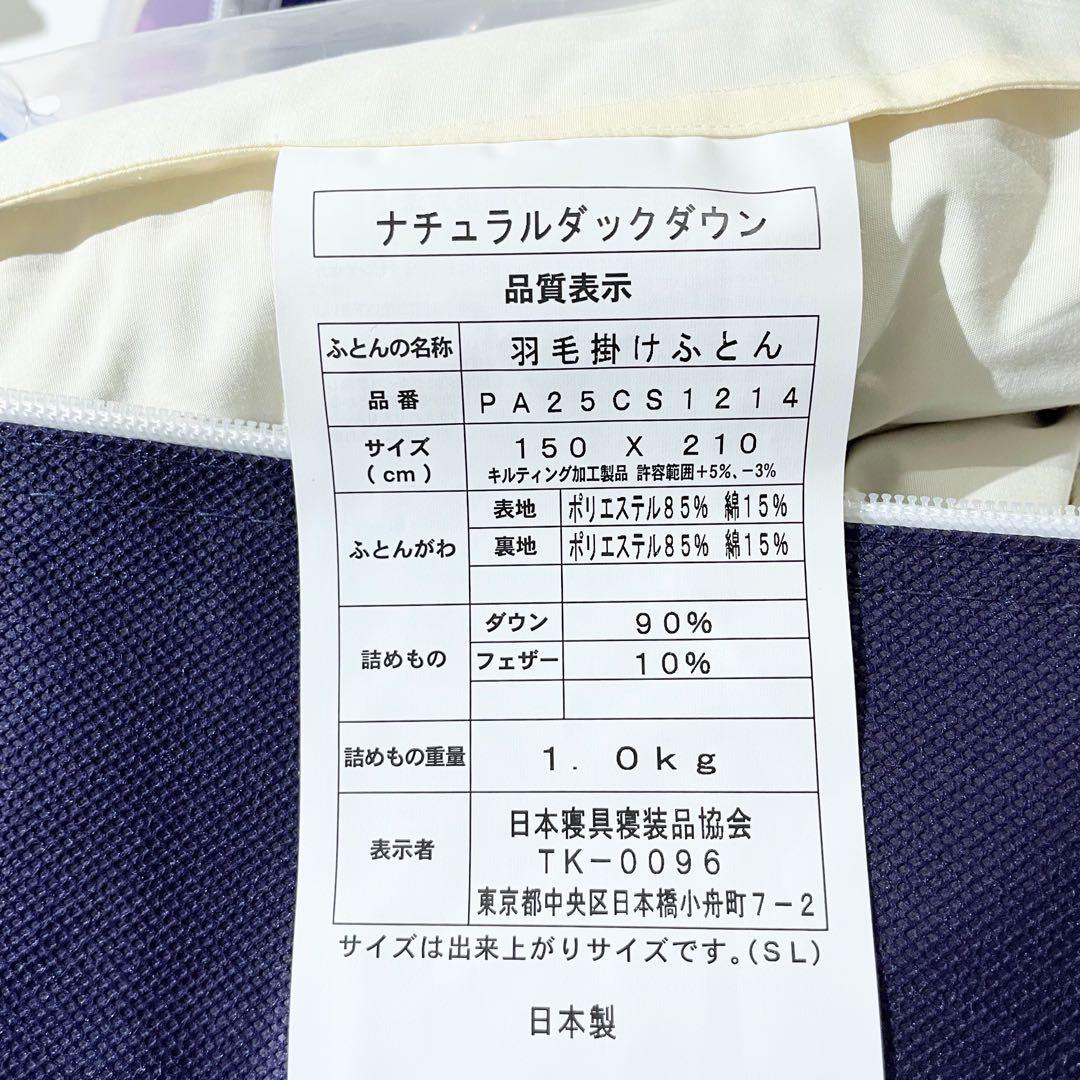 ナチュラルダックダウン
品質表示
ふとんの名称 羽毛掛けふとん
品番 PA25CS1214
サイズ(cm) 150 X 210
キルティング加工製品 許容範囲+5%、-3%
ふとんがわ 表地 ポリエステル85% 綿15%
裏地 ポリエステル85% 綿15%
詰めもの ダウン 90%
フェザー 10%
詰めもの重量 1.0kg
表示者 日本寝具寝装品協会
TK-0096
東京都中央区日本橋小舟町7-2
サイズは出来上がりサイズです。(SL)
日本製